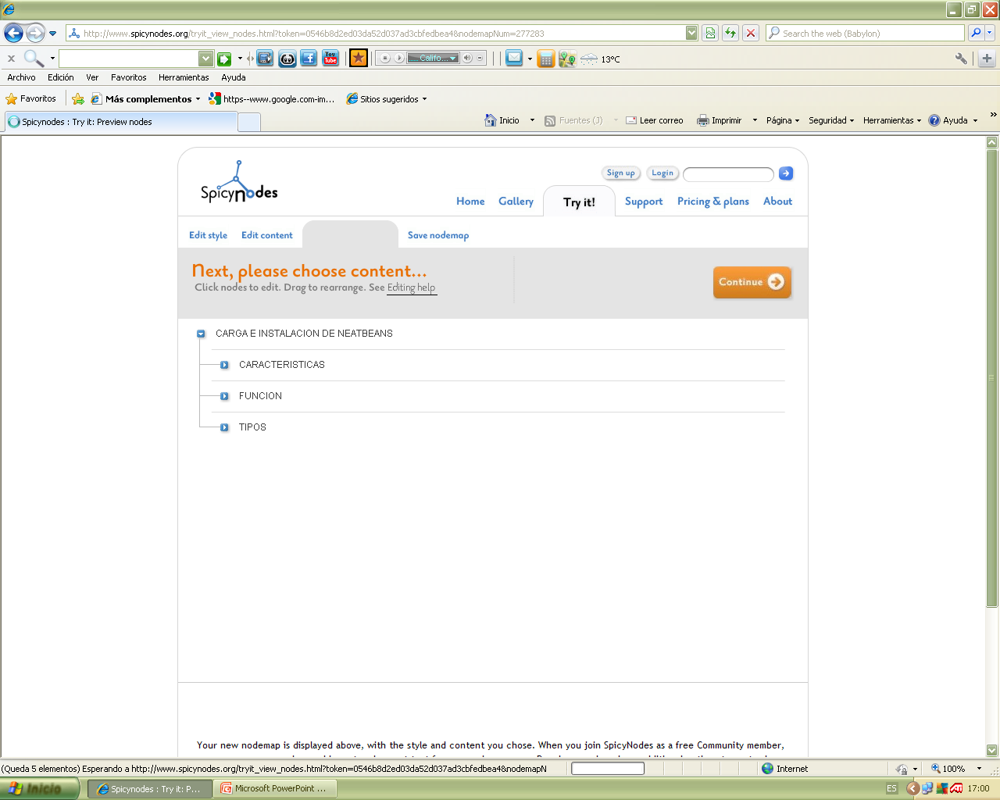 http://www.spicynodes.org/tryit_view_nodes.html?token=0546b8d2ed03da52d037ad3cbfedbea4&nodemapNum=277283
Search the web (Babylon)
You Tube
Califo...
13ºC
Archivo Edición Ver Favoritos Herramientas Ayuda
Favoritos Más complementos https--www.google.com-im... Sitios sugeridos
Spicynodes : Try it: Preview nodes
Inicio Fuentes (J) Leer correo Imprimir Página Seguridad Herramientas Ayuda
Sign up Login
Spicynodes
Home Gallery Try it! Support Pricing & plans About
Edit style Edit content Save nodemap
Next, please choose content...
Click nodes to edit. Drag to rearrange. See Editing help
Continue
CARGA E INSTALACION DE NEATBEANS
CARACTERISTICAS
FUNCION
TIPOS
Your new nodemap is displayed above, with the style and content you chose. When you join SpicyNodes as a free Community member,
(Queda 5 elementos) Esperando a http://www.spicynodes.org/tryit_view_nodes.html?token=0546b8d2ed03da52d037ad3cbfedbea4&nodemapN
Internet
100%
Inicio Spicynodes : Try it: P... Microsoft PowerPoint ...
ES 17:00